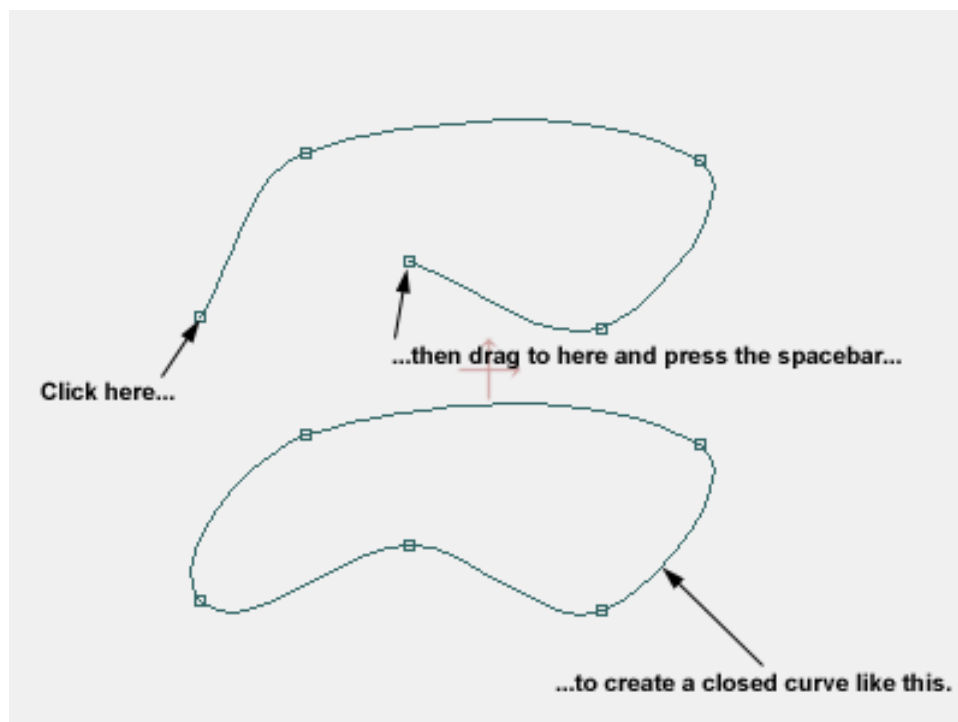 ...then drag to here and press the spacebar...
Click here...
...to create a closed curve like this.